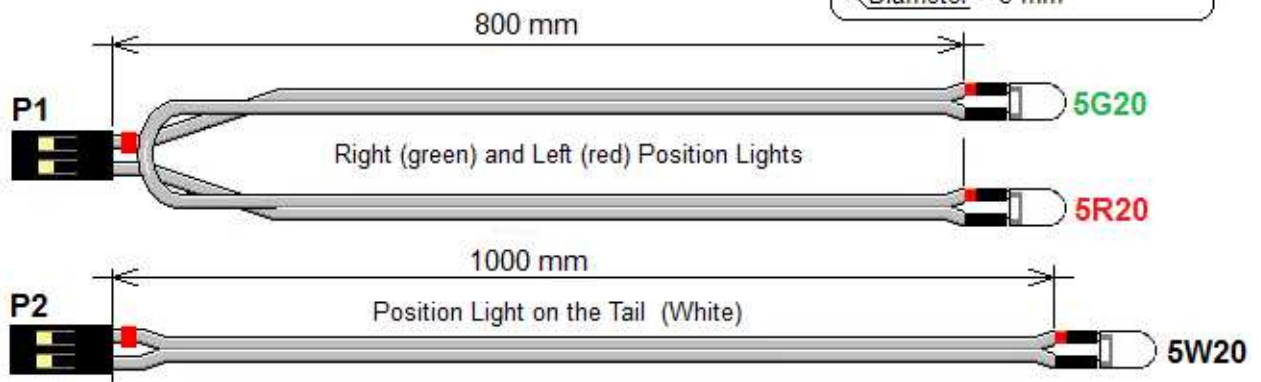 Diameter
800 mm
P1
5G20
Right (green) and Left (red) Position Lights
5R20
1000 mm
P2
Position Light on the Tail (White)
5W20